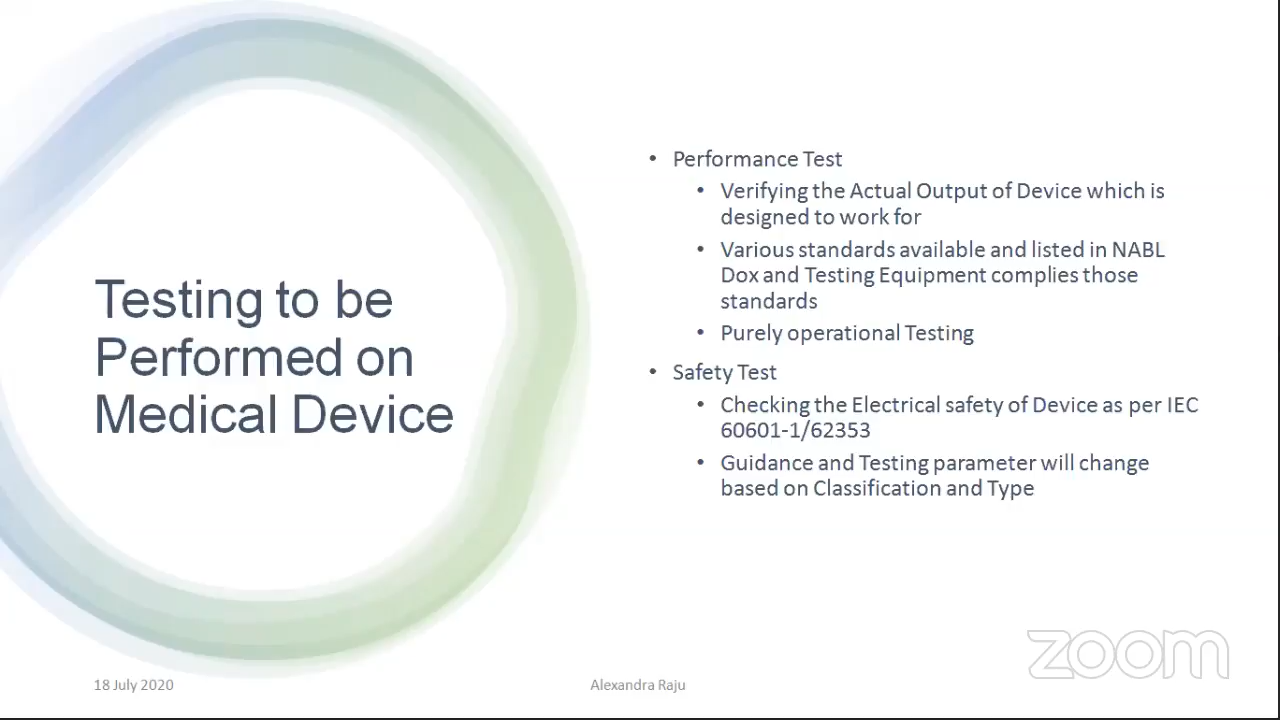 Testing to be
Performed on
Medical Device
• Performance Test
• Verifying the Actual Output of Device which is
designed to work for
• Various standards available and listed in NABL
Dox and Testing Equipment complies those
standards
• Purely operational Testing
• Safety Test
• Checking the Electrical safety of Device as per IEC
60601-1/62353
• Guidance and Testing parameter will change
based on Classification and Type
18 July 2020
Alexandra Raju
zoom